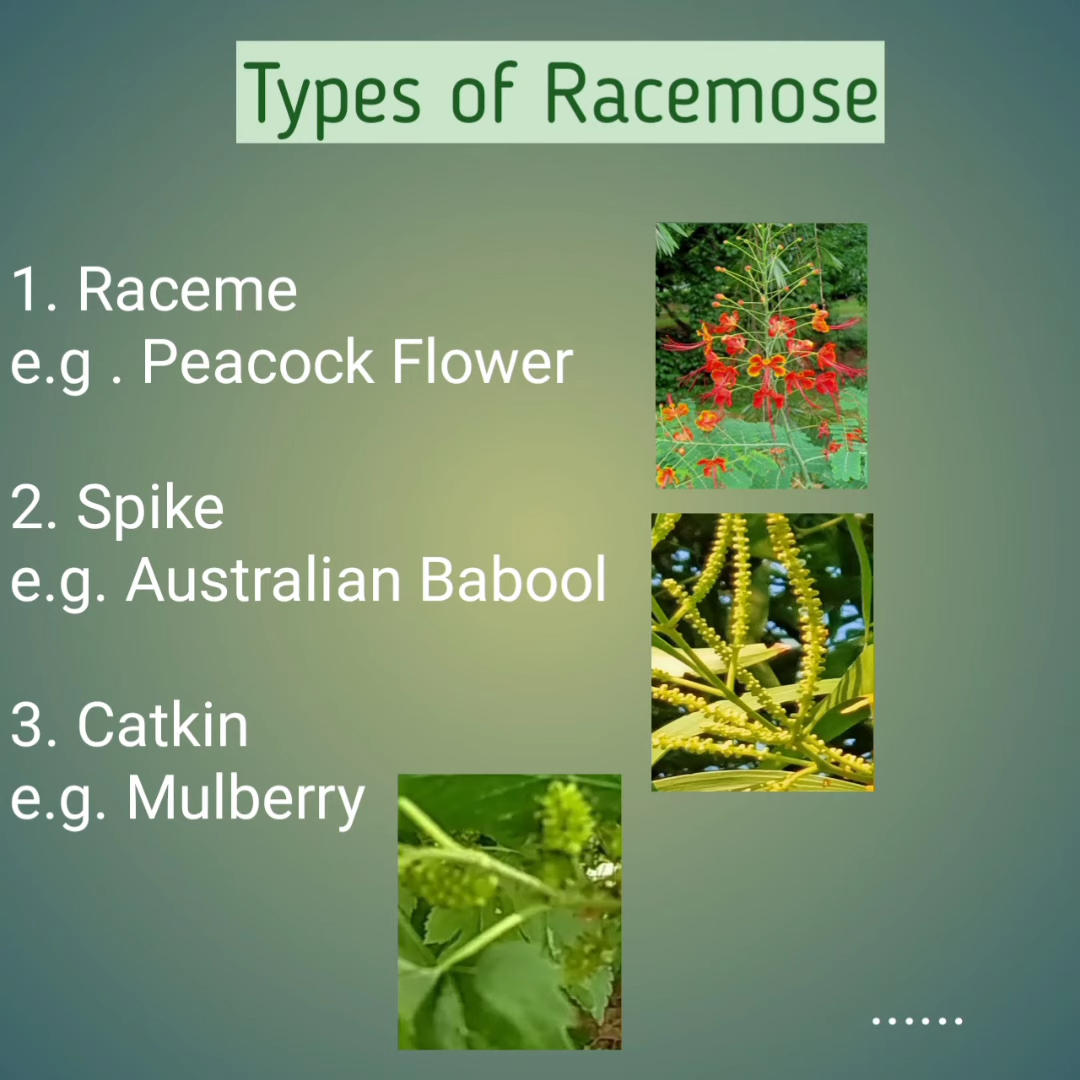 Types of Racemose
1. Raceme
e.g . Peacock Flower
2. Spike
e.g. Australian Babool
3. Catkin
e.g. Mulberry
......